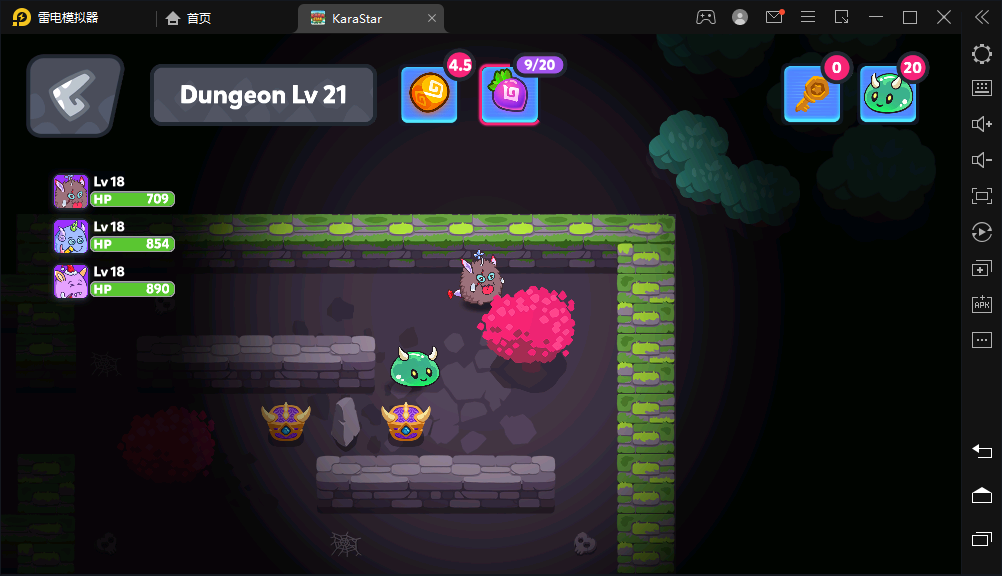 雷电模拟器
首页
KaraStar
Dungeon Lv 21
4.5
9/20
0
20
Lv 18
HP 709
Lv 18
HP 854
Lv 18
HP 890
APK